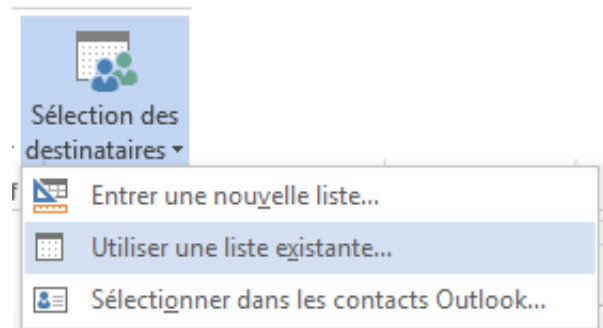 Sélection des
destinataires
Entrer une nouvelle liste...
Utiliser une liste existante...
Sélectionner dans les contacts Outlook...